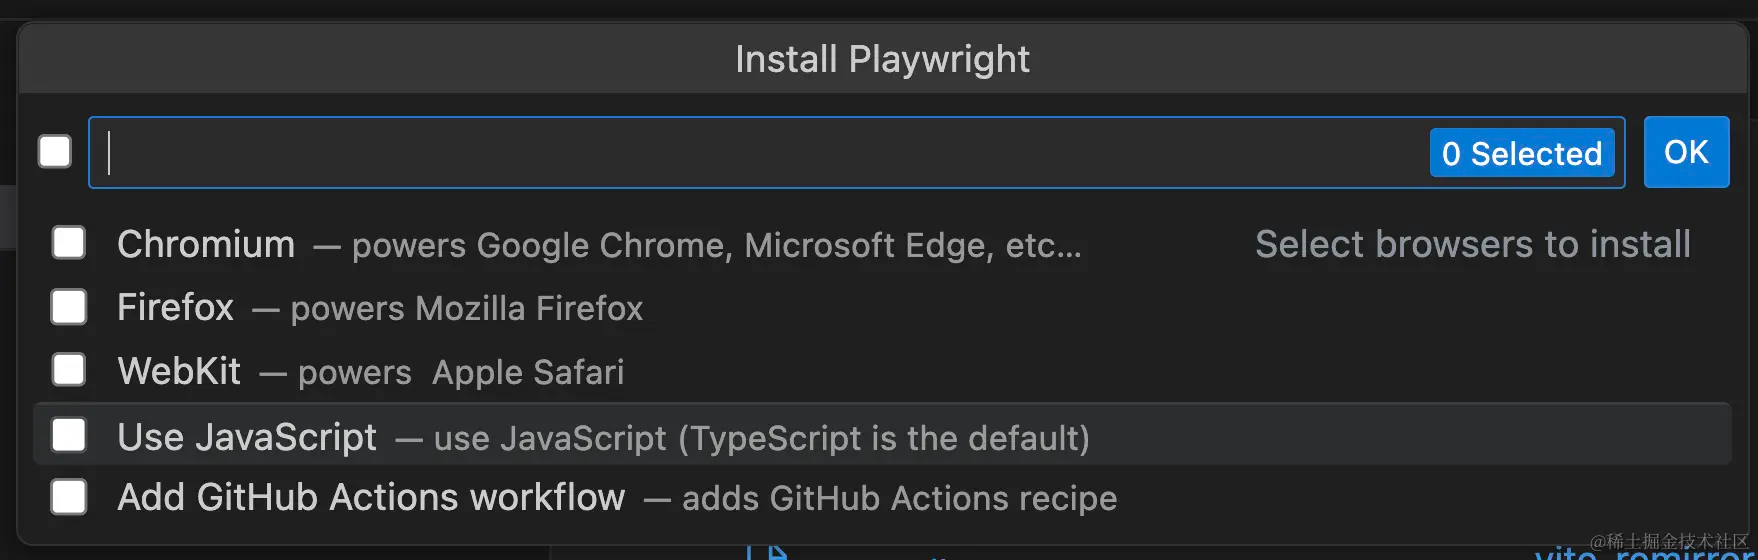 Install Playwright
0 Selected
OK
Chromium — powers Google Chrome, Microsoft Edge, etc...
Select browsers to install
Firefox — powers Mozilla Firefox
WebKit — powers Apple Safari
Use JavaScript — use JavaScript (TypeScript is the default)
Add GitHub Actions workflow — adds GitHub Actions recipe
@稀土掘金技术社区